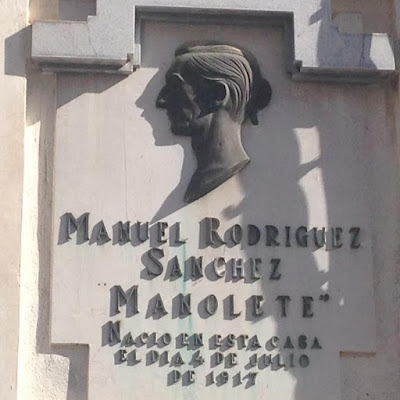 MANUEL RODRIGUEZ
SANCHEZ
"MANOLETE"
NACIO EN ESTA CASA
EL DIA 4 DE JULIO
DE 1917